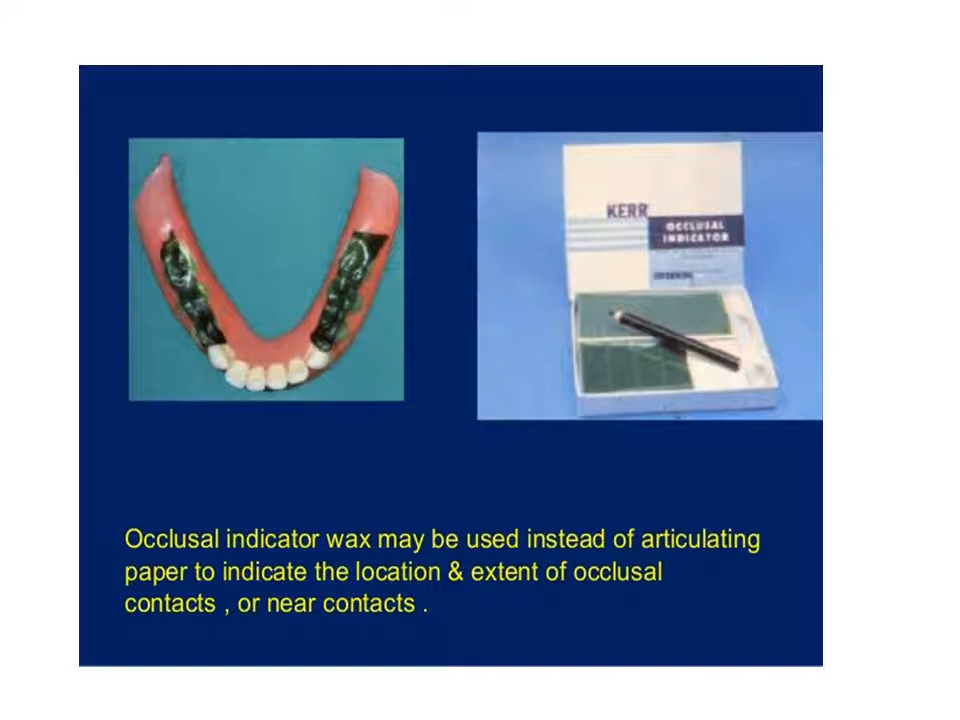 KERR
OCCLUSAL
INDICATOR
Occlusal indicator wax may be used instead of articulating
paper to indicate the location & extent of occlusal
contacts , or near contacts .